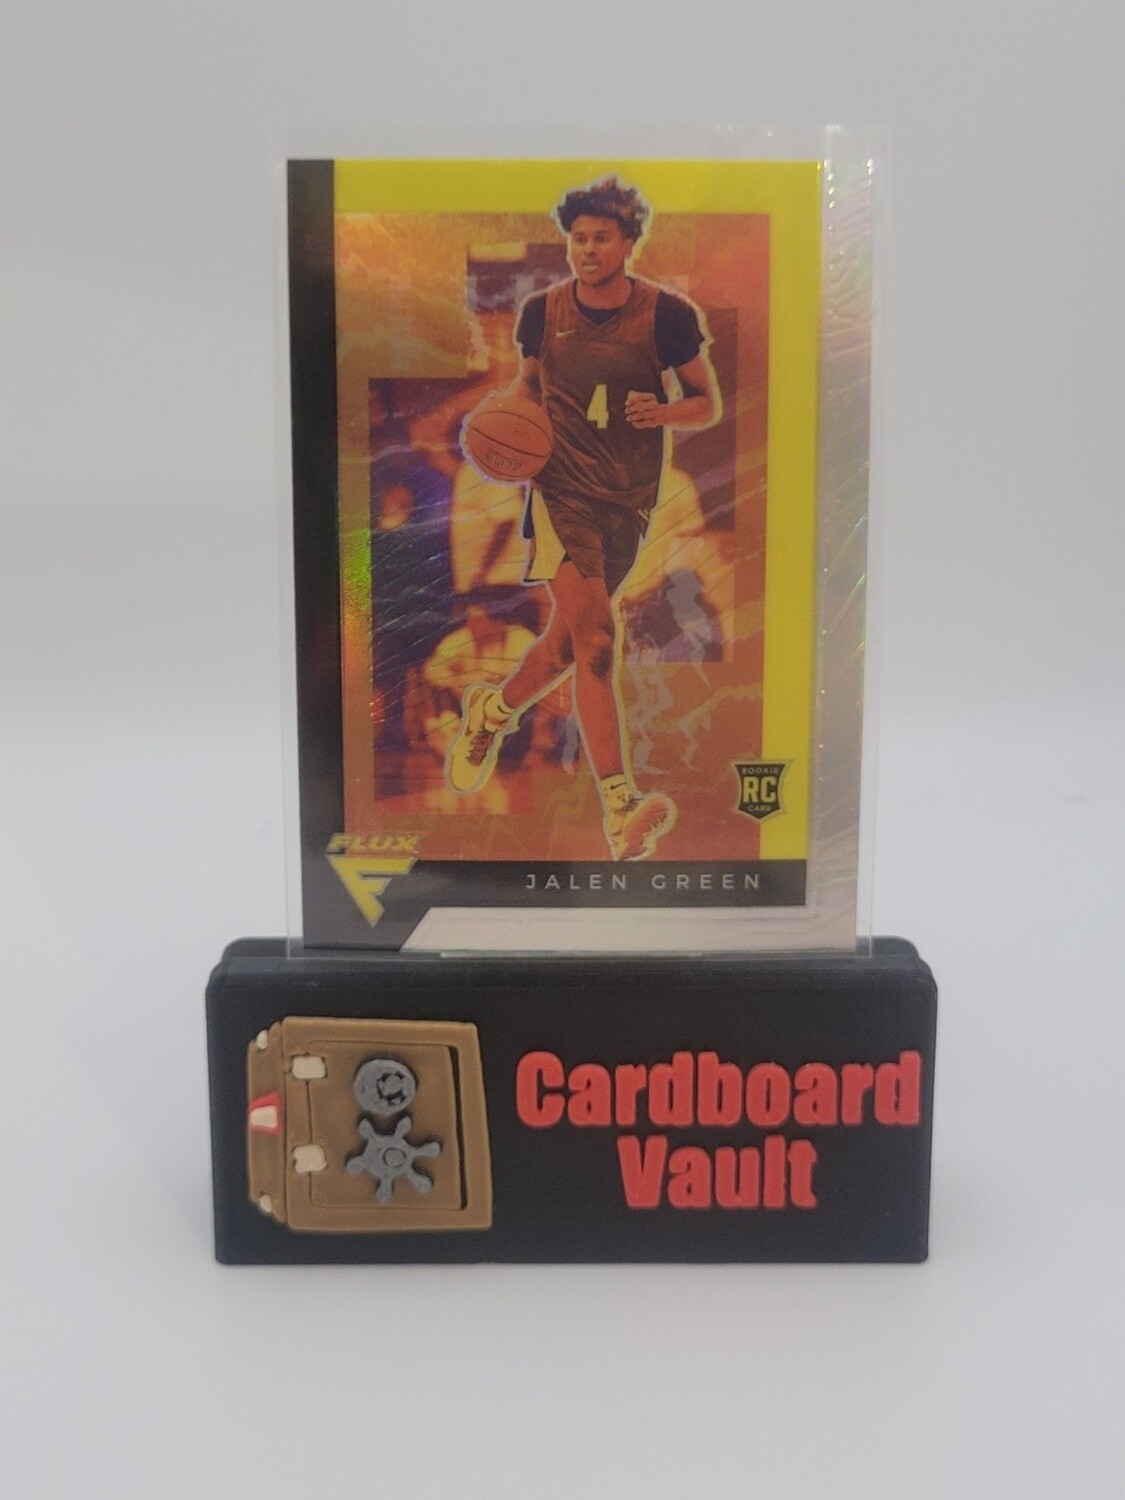 4
ROOKIE
RC
CARD
FLUX
JALEN GREEN
Cardboard
Vault